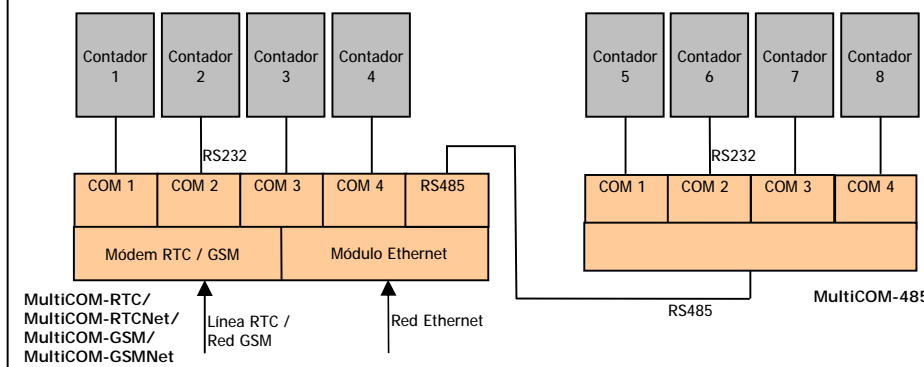 Contador
1
Contador
2
Contador
3
Contador
4
Contador
5
Contador
6
Contador
7
Contador
8
RS232
RS232
COM 1
COM 2
COM 3
COM 4
RS485
COM 1
COM 2
COM 3
COM 4
Módem RTC / GSM
Módulo Ethernet
MultiCOM-RTC/
MultiCOM-RTCNet/
MultiCOM-GSM/
MultiCOM-GSMNet
Línea RTC /
Red GSM
Red Ethernet
RS485
MultiCOM-485